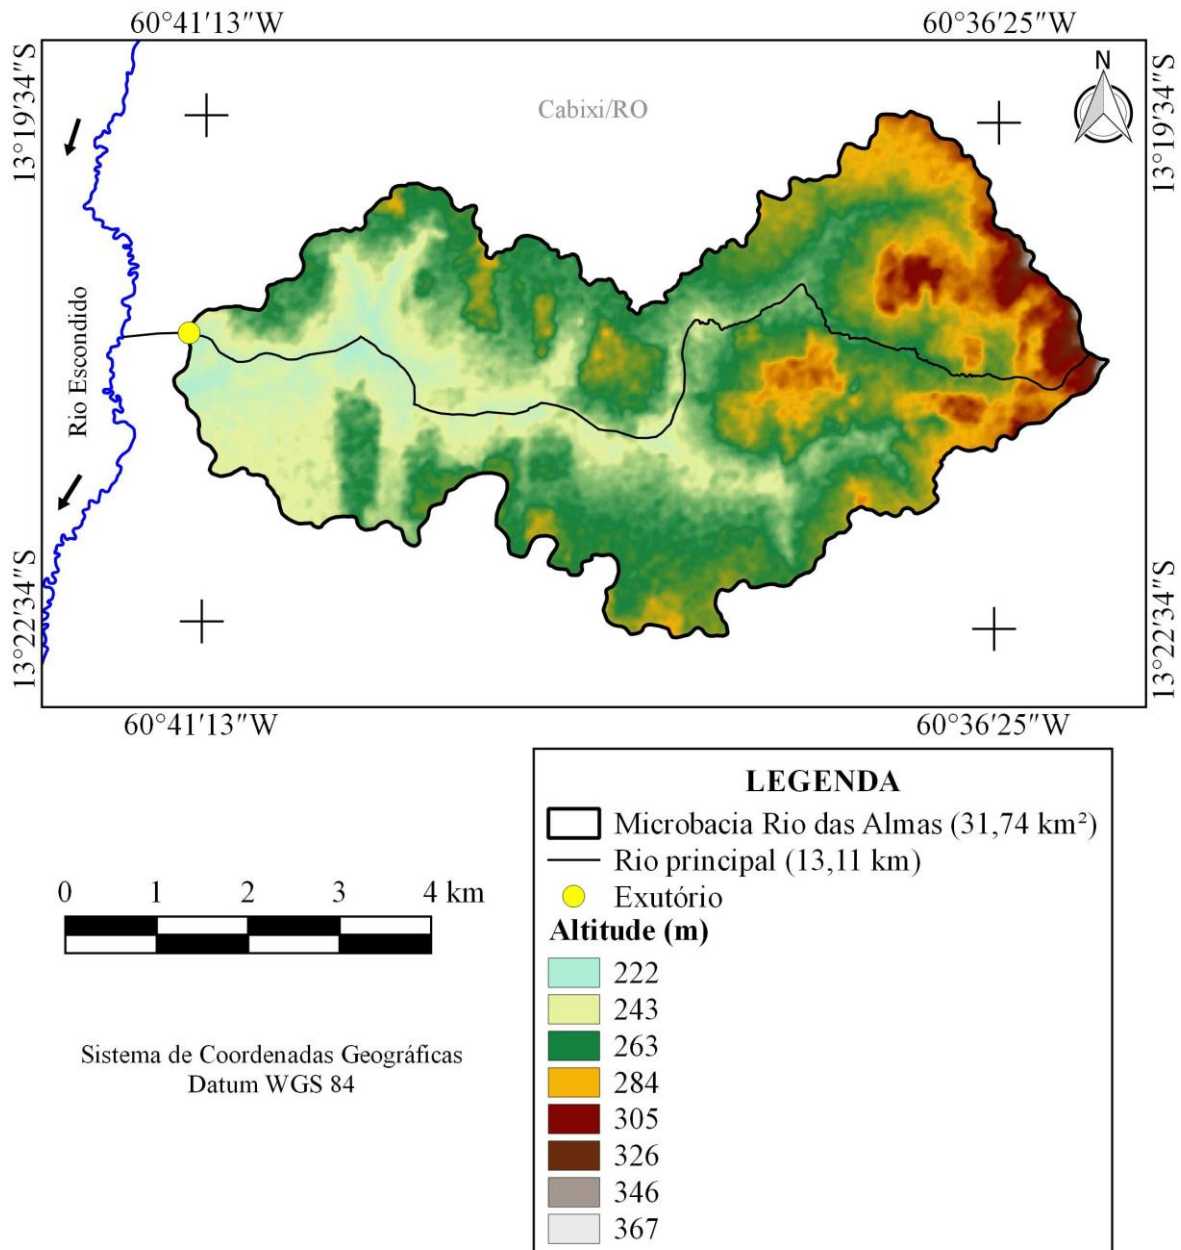 60°41′13″W
60°36′25″W
13°19′34″S
13°19′34″S
N
Cabixi/RO
Rio Escondido
13°22′34″S
13°22′34″S
60°41′13″W
60°36′25″W
LEGENDA
Microbacia Rio das Almas (31,74 km²)
Rio principal (13,11 km)
Exutório
Altitude (m)
222
243
263
284
305
326
346
367
0 1 2 3 4 km
Sistema de Coordenadas Geográficas
Datum WGS 84